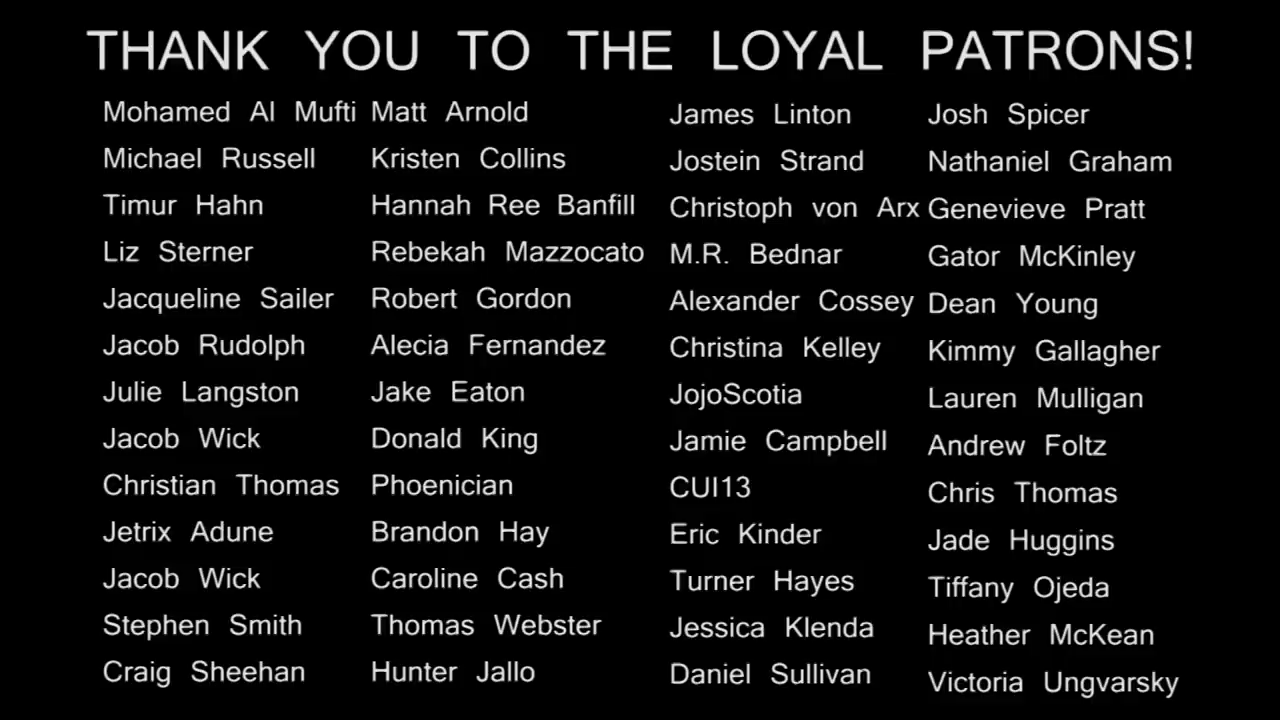 THANK YOU TO THE LOYAL PATRONS!
Mohamed Al Mufti
Michael Russell
Timur Hahn
Liz Sterner
Jacqueline Sailer
Jacob Rudolph
Julie Langston
Jacob Wick
Christian Thomas
Jetrix Adune
Jacob Wick
Stephen Smith
Craig Sheehan
Matt Arnold
Kristen Collins
Hannah Ree Banfill
Rebekah Mazzocato
Robert Gordon
Alecia Fernandez
Jake Eaton
Donald King
Phoenician
Brandon Hay
Caroline Cash
Thomas Webster
Hunter Jallo
James Linton
Jostein Strand
Christoph von Arx
M.R. Bednar
Alexander Cossey
Christina Kelley
JojoScotia
Jamie Campbell
CUI13
Eric Kinder
Turner Hayes
Jessica Klenda
Daniel Sullivan
Josh Spicer
Nathaniel Graham
Genevieve Pratt
Gator McKinley
Dean Young
Kimmy Gallagher
Lauren Mulligan
Andrew Foltz
Chris Thomas
Jade Huggins
Tiffany Ojeda
Heather McKean
Victoria Ungvarsky